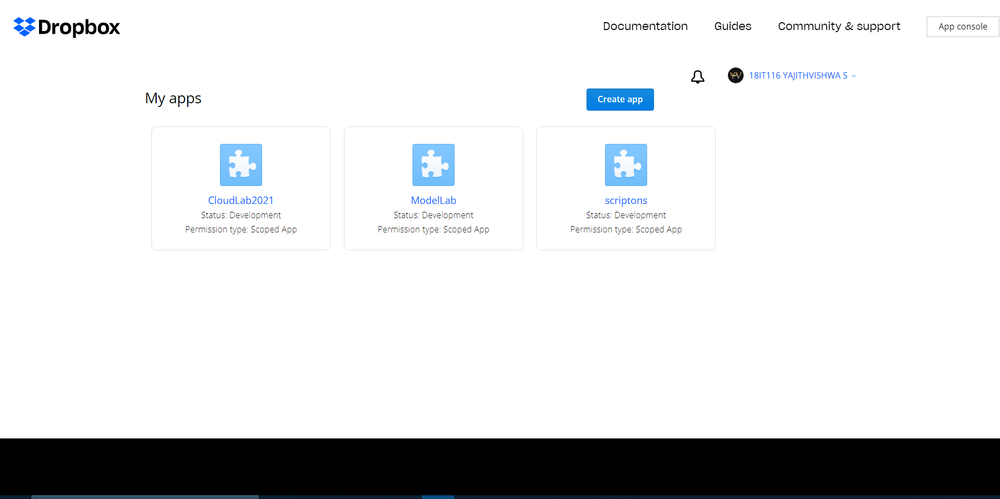 Dropbox
Documentation Guides Community & support App console
18IT116 YAJITHVISHWA S
My apps
Create app
CloudLab2021
Status: Development
Permission type: Scoped App
ModelLab
Status: Development
Permission type: Scoped App
scriptons
Status: Development
Permission type: Scoped App